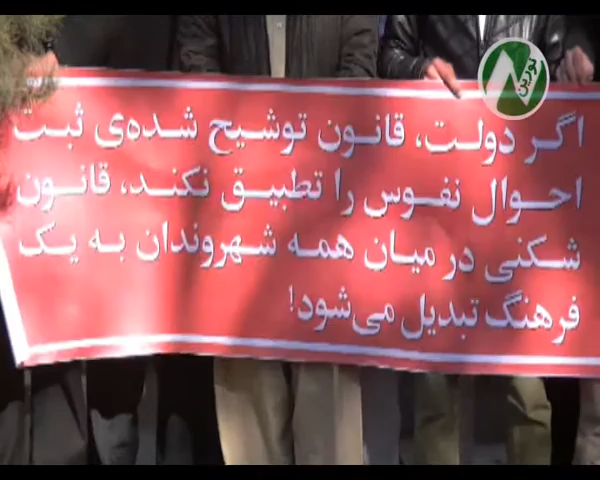 نورین
اگر دولت، قانون توشیح شده‌ی ثبت
احوال نفوس را تطبیق نکند، قانون
شکنی در میان همه شهروندان به یک
فرهنگ تبدیل می‌شود!